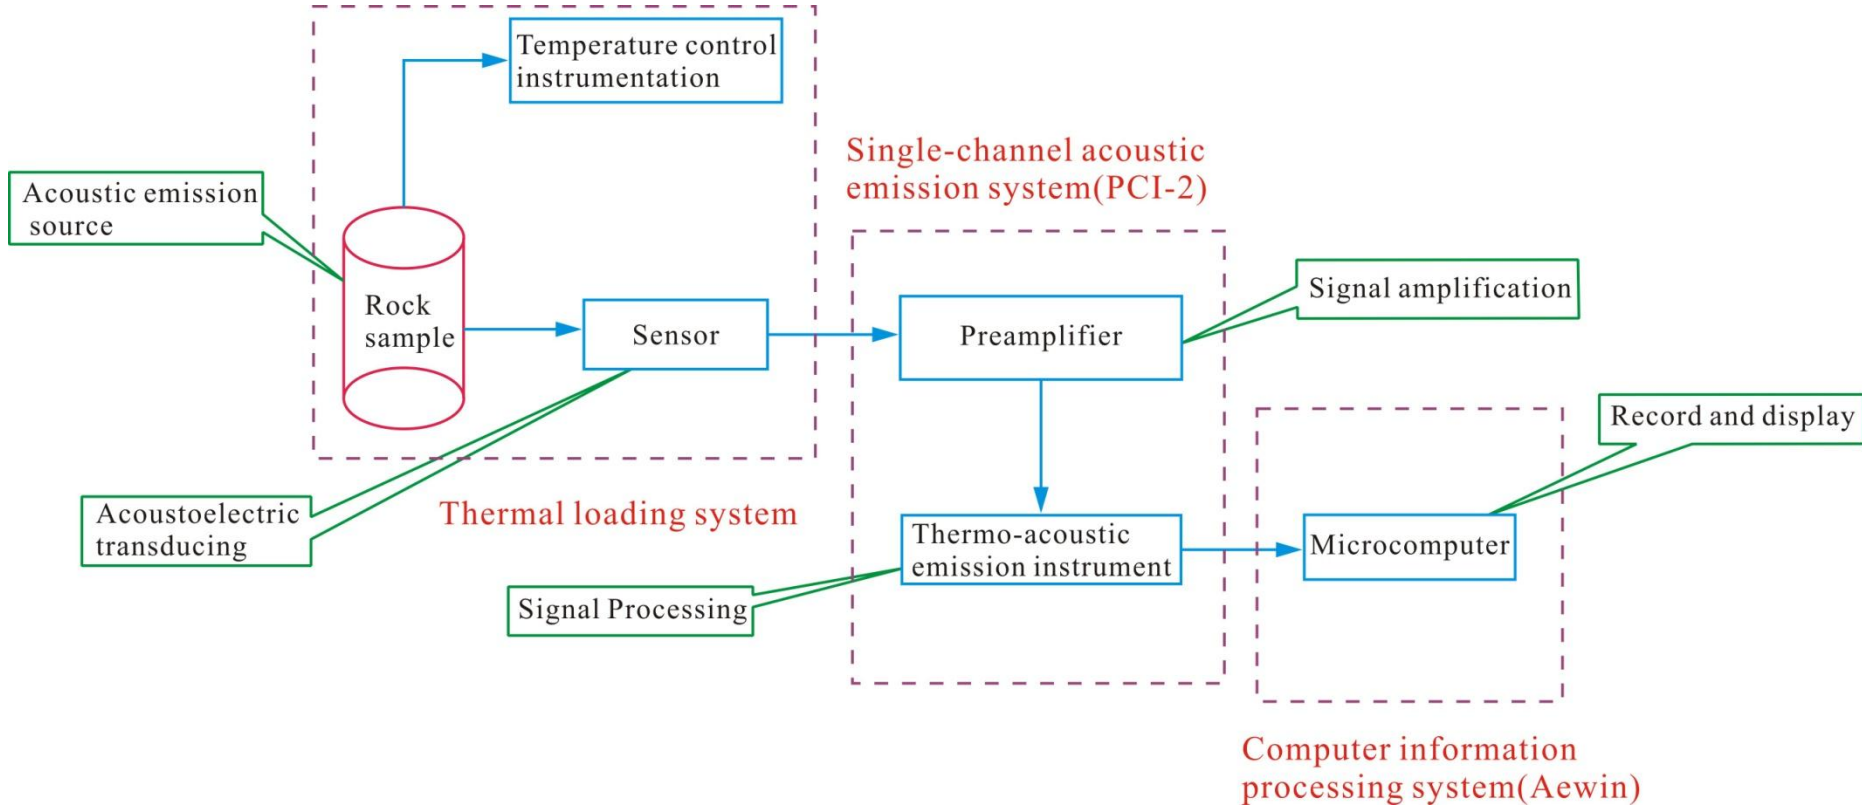 Temperature control
instrumentation
Single-channel acoustic
emission system(PCI-2)
Acoustic emission
source
Rock
sample
Sensor
Preamplifier
Signal amplification
Record and display
Acoustoelectric
transducing
Thermal loading system
Thermo-acoustic
emission instrument
Microcomputer
Signal Processing
Computer information
processing system(Aewin)